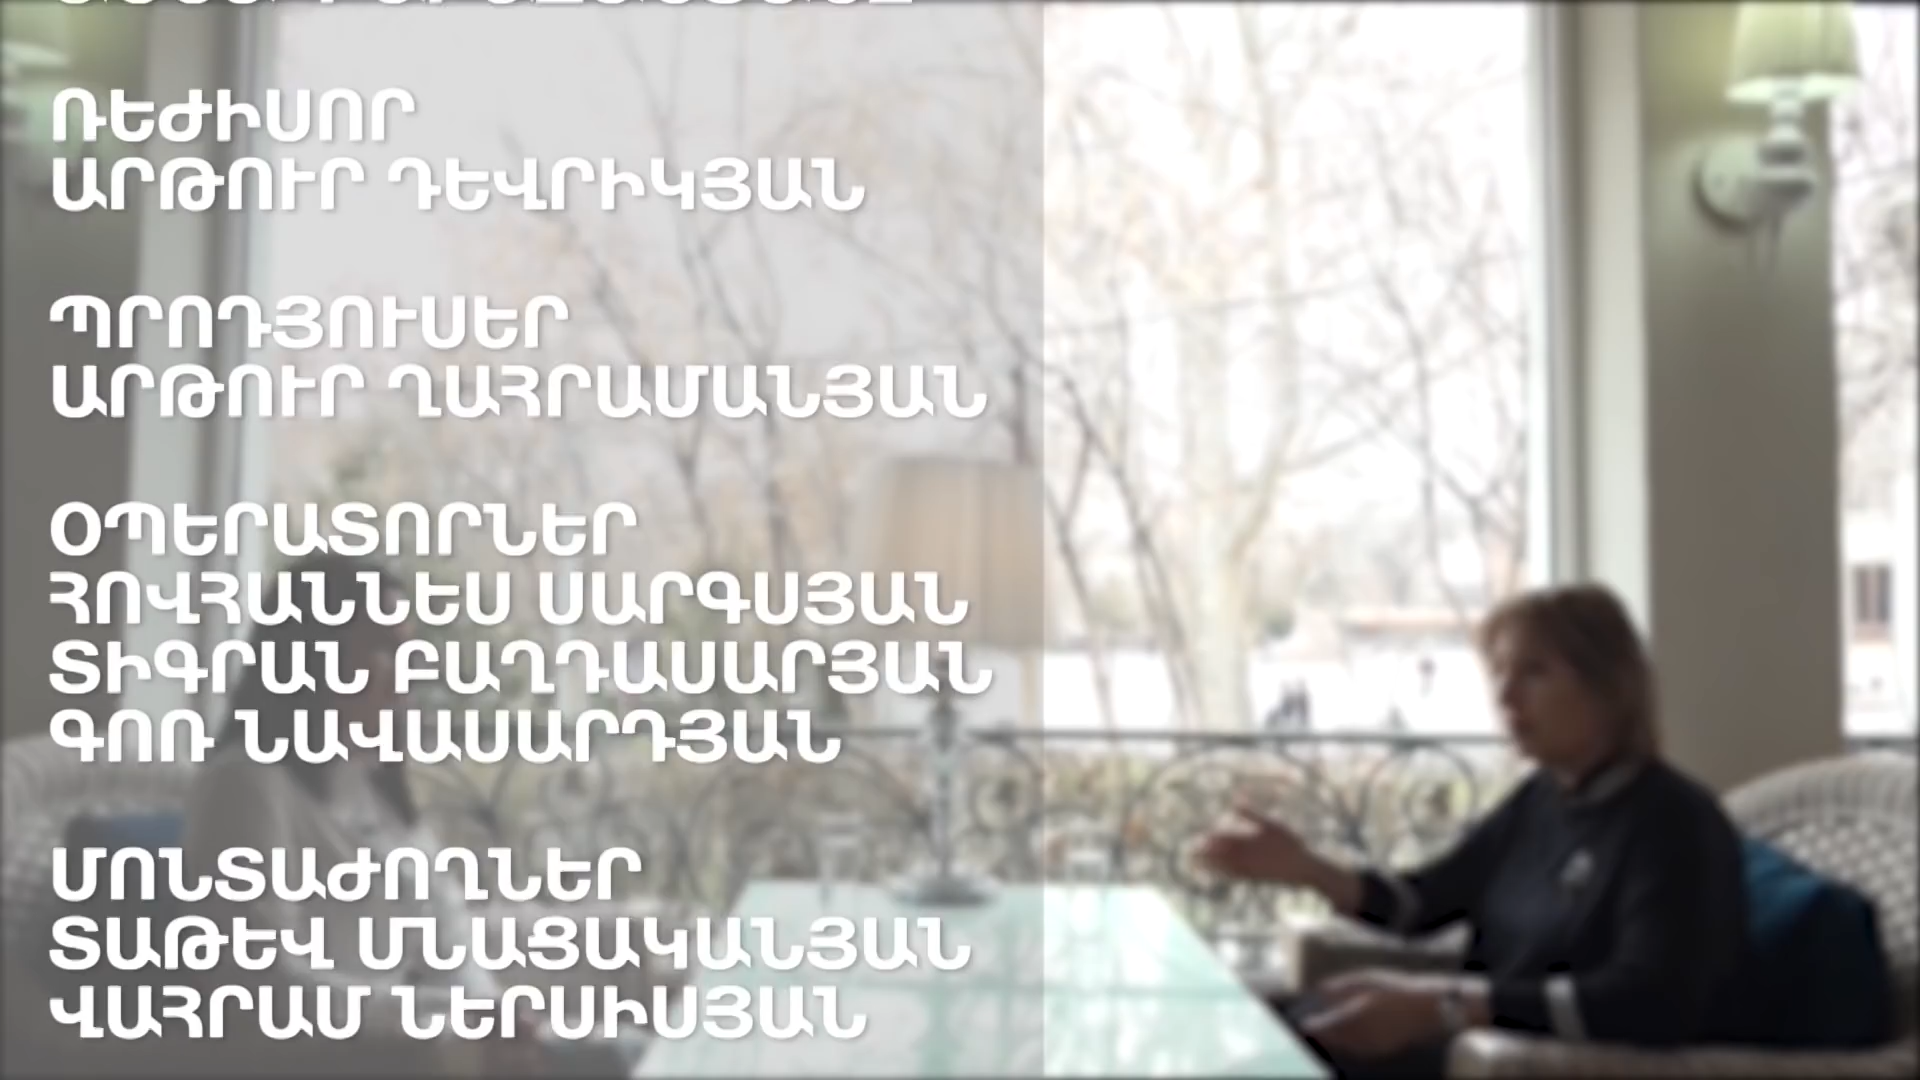 ՌԵԺԻՍՈՐ
ԱՐԹՈՒՐ ԴԵՎՐԻԿՅԱՆ
ՊՐՈԴՅՈՒՍԵՐ
ԱՐԹՈՒՐ ՂԱՀՐԱՄԱՆՅԱՆ
ՕՊԵՐԱՏՈՐՆԵՐ
ՀՈՎՀԱՆՆԵՍ ՍԱՐԳՍՅԱՆ
ՏԻԳՐԱՆ ԲԱՂԴԱՍԱՐՅԱՆ
ԳՈՌ ՆԱՎԱՍԱՐԴՅԱՆ
ՄՈՆՏԱԺՈՂՆԵՐ
ՏԱԹԵՎ ՄՆԱՑԱԿԱՆՅԱՆ
ՎԱՀՐԱՄ ՆԵՐՍԻՍՅԱՆ